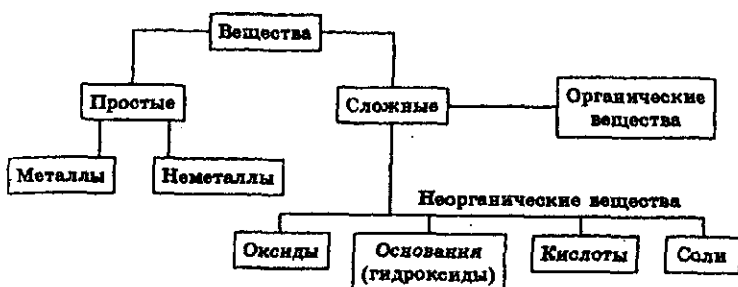 Вещества
Простые
Сложные
Органические
вещества
Металлы
Неметаллы
Неорганические вещества
Оксиды
Основания
(гидроксиды)
Кислоты
Соли